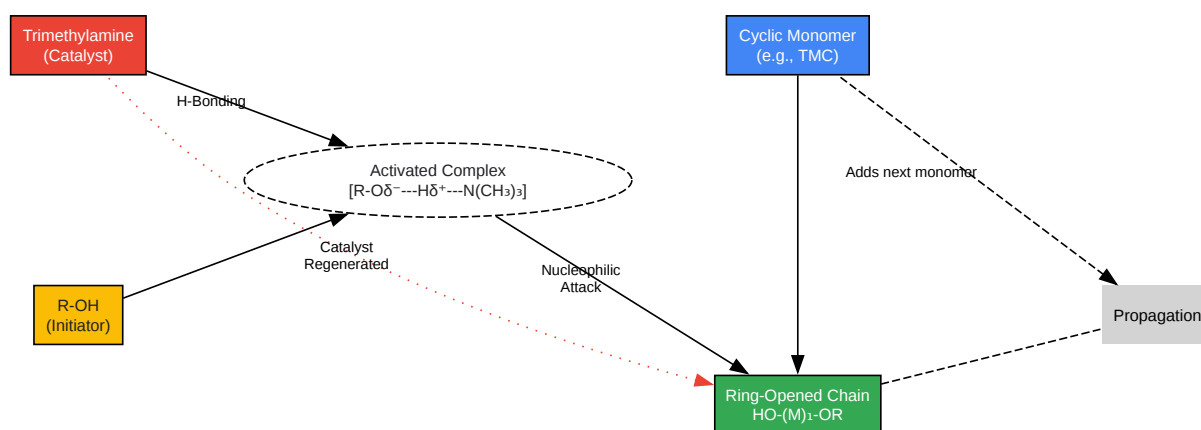 Trimethylamine
(Catalyst)
Cyclic Monomer
(e.g., TMC)
H-Bonding
Activated Complex
[R-Oδ⁻---Hδ⁺---N(CH₃)₃]
Adds next monomer
Catalyst
Regenerated
Nucleophilic
Attack
R-OH
(Initiator)
Propagation
Ring-Opened Chain
HO-(M)₁-OR